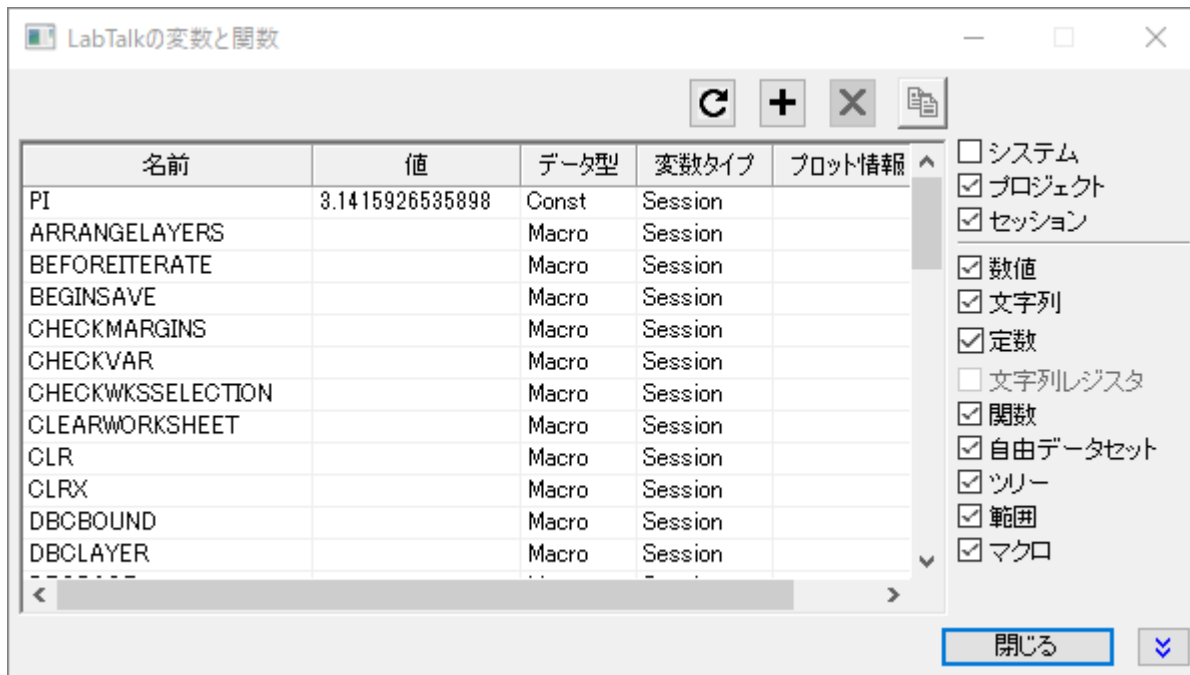 LabTalkの変数と関数
名前 値 データ型 変数タイプ プロット情報
PI 3.1415926535898 Const Session
ARRANGELAYERS Macro Session
BEFOREITERATE Macro Session
BEGINSAVE Macro Session
CHECKMARGINS Macro Session
CHECKVAR Macro Session
CHECKWKSSELECTION Macro Session
CLEARWORKSHEET Macro Session
CLR Macro Session
CLRX Macro Session
DBCBOUND Macro Session
DBCLAYER Macro Session
システム
プロジェクト
セッション
数値
文字列
定数
文字列レジスタ
関数
自由データセット
ツリー
範囲
マクロ
閉じる